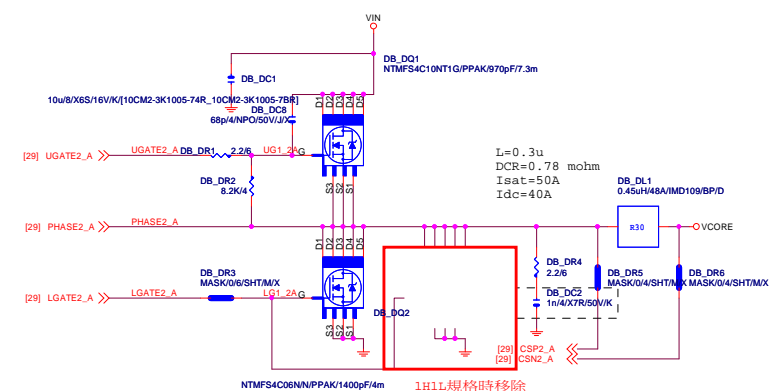 VIN
DB_DQ1
NTMFS4C10NT1G/PPAK/970pF/7.3m
DB_DC1
10u/8/X6S/16V/K/[10CM2-3K1005-74R_10CM2-3K1005-7BR]
DB_DC8
68p/4/NPO/50V/J/X
D1 D2 D3 D4 D5
[29] UGATE2_A
UGATE2_A
DB_DR1
2.2/6
UG1_2A
G
S3 S2 S1
DB_DR2
8.2K/4
L=0.3u
DCR=0.78 mohm
Isat=50A
Idc=40A
DB_DL1
0.45uH/48A/IMD109/BP/D
R30
VCORE
[29] PHASE2_A
PHASE2_A
D1 D2 D3 D4 D5
DB_DR3
MASK/0/6/SHT/M/X
[29] LGATE2_A
LGATE2_A
LG1_2A
G
S3 S2 S1
DB_DQ2
DB_DR4
2.2/6
DB_DC2
1n/4/X7R/50V/K
DB_DR5
MASK/0/4/SHT/M/X
DB_DR6
MASK/0/4/SHT/M/X
[29] CSP2_A
[29] CSN2_A
NTMFS4C06N/N/PPAK/1400pF/4m
1H1L規格時移除